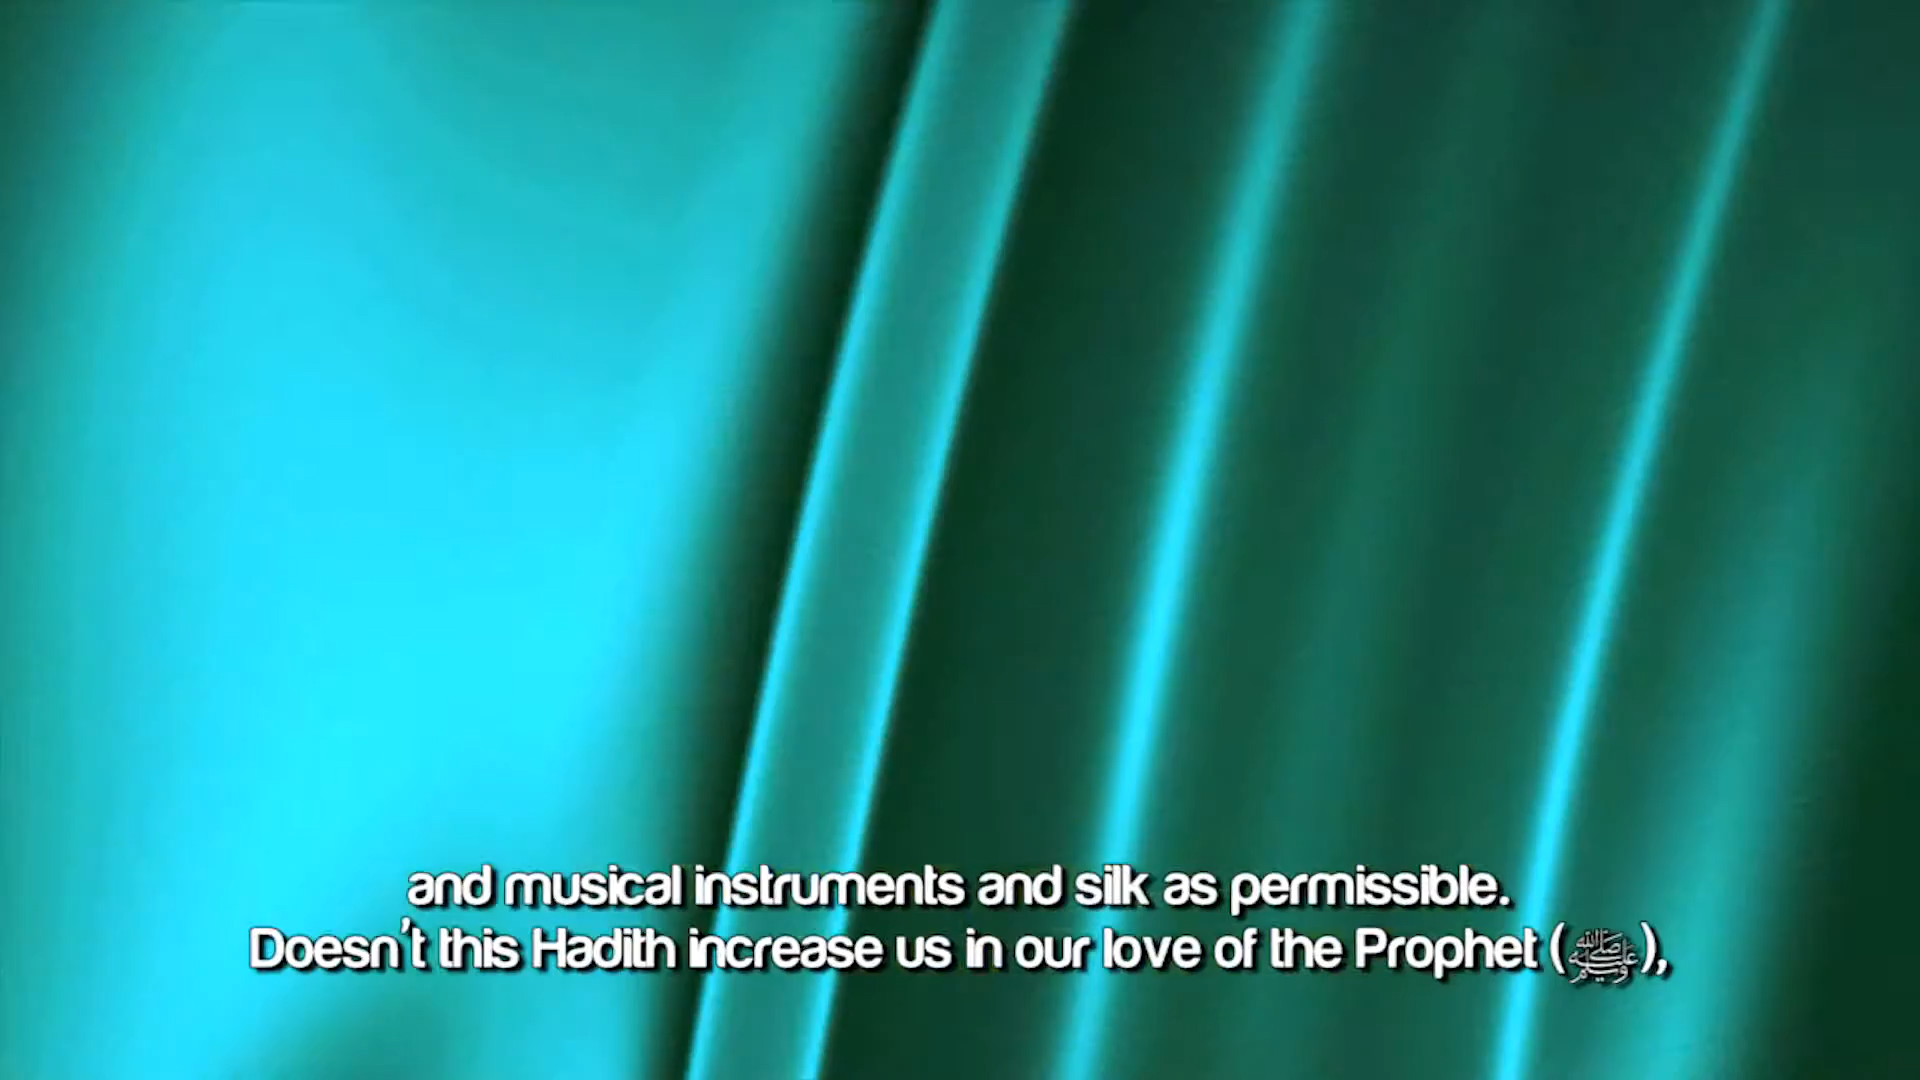 and musical instruments and silk as permissible.
Doesn't this Hadith increase us in our love of the Prophet (ﷺ),